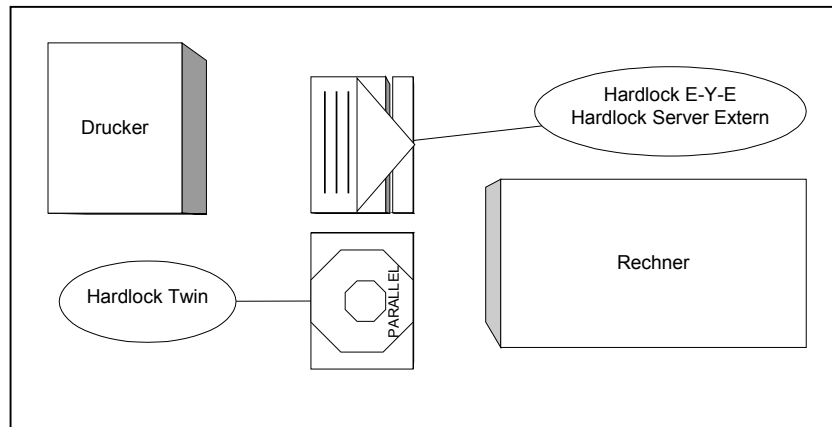 Drucker
Hardlock E-Y-E
Hardlock Server Extern
Hardlock Twin
PARALLEL
Rechner